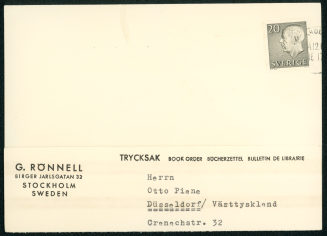 20
SVERIGE
G. RÖNNELL
BIRGER JARLSGATAN 32
STOCKHOLM
SWEDEN
TRYCKSAK BOOK ORDER BÜCHERZETTEL BULLETIN DE LIBRAIRIE
Herrn
Otto Piene
Düsseldorf/ Västtyskland
Grenachstr. 32